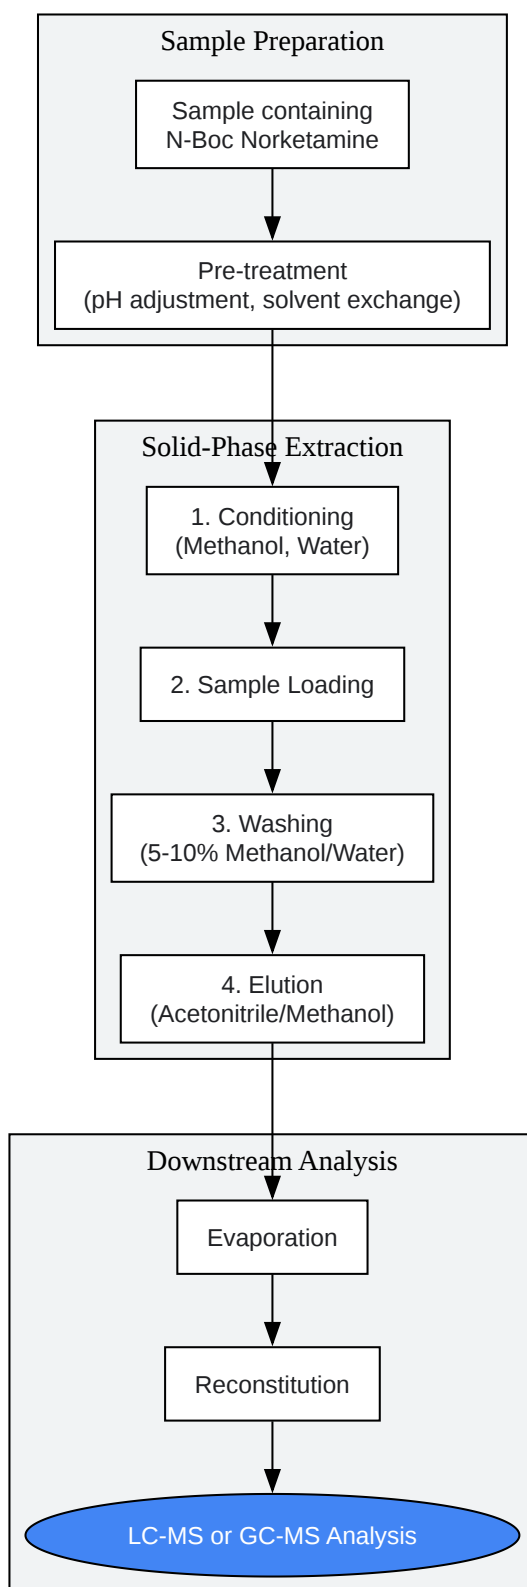 Sample Preparation
Sample containing
N-Boc Norketamine
Pre-treatment
(pH adjustment, solvent exchange)
Solid-Phase Extraction
1. Conditioning
(Methanol, Water)
2. Sample Loading
3. Washing
(5-10% Methanol/Water)
4. Elution
(Acetonitrile/Methanol)
Downstream Analysis
Evaporation
Reconstitution
LC-MS or GC-MS Analysis